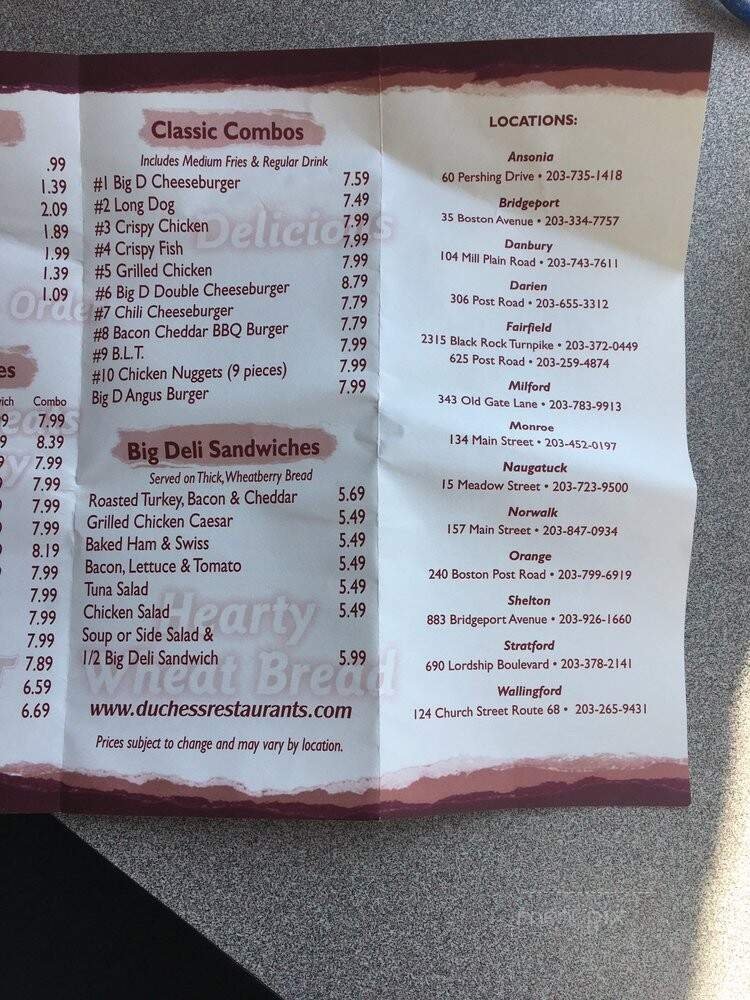 .99
1.39
2.09
1.89
1.99
1.39
1.09
Combo
7.99
8.39
7.99
7.99
7.99
7.99
8.19
7.99
7.99
7.99
7.89
6.59
6.69
Classic Combos
Includes Medium Fries & Regular Drink
#1 Big D Cheeseburger 7.59
#2 Long Dog 7.49
#3 Crispy Chicken 7.99
#4 Crispy Fish 7.99
#5 Grilled Chicken 7.99
#6 Big D Double Cheeseburger 8.79
#7 Chili Cheeseburger 7.79
#8 Bacon Cheddar BBQ Burger 7.79
#9 B.L.T. 7.99
#10 Chicken Nuggets (9 pieces) 7.99
Big D Angus Burger 7.99
Delicious
Big Deli Sandwiches
Served on Thick, Wheatberry Bread
Roasted Turkey, Bacon & Cheddar 5.69
Grilled Chicken Caesar 5.49
Baked Ham & Swiss 5.49
Bacon, Lettuce & Tomato 5.49
Tuna Salad 5.49
Chicken Salad 5.49
Soup or Side Salad &
1/2 Big Deli Sandwich 5.99
Hearty
Wheat Bread
www.duchessrestaurants.com
Prices subject to change and may vary by location.
LOCATIONS:
Ansonia
60 Pershing Drive • 203-735-1418
Bridgeport
35 Boston Avenue • 203-334-7757
Danbury
104 Mill Plain Road • 203-743-7611
Darien
306 Post Road • 203-655-3312
Fairfield
2315 Black Rock Turnpike • 203-372-0449
625 Post Road • 203-259-4874
Milford
343 Old Gate Lane • 203-783-9913
Monroe
134 Main Street • 203-452-0197
Naugatuck
15 Meadow Street • 203-723-9500
Norwalk
157 Main Street • 203-847-0934
Orange
240 Boston Post Road • 203-799-6919
Shelton
883 Bridgeport Avenue • 203-926-1660
Stratford
690 Lordship Boulevard • 203-378-2141
Wallingford
124 Church Street Route 68 • 203-265-9431
menupix